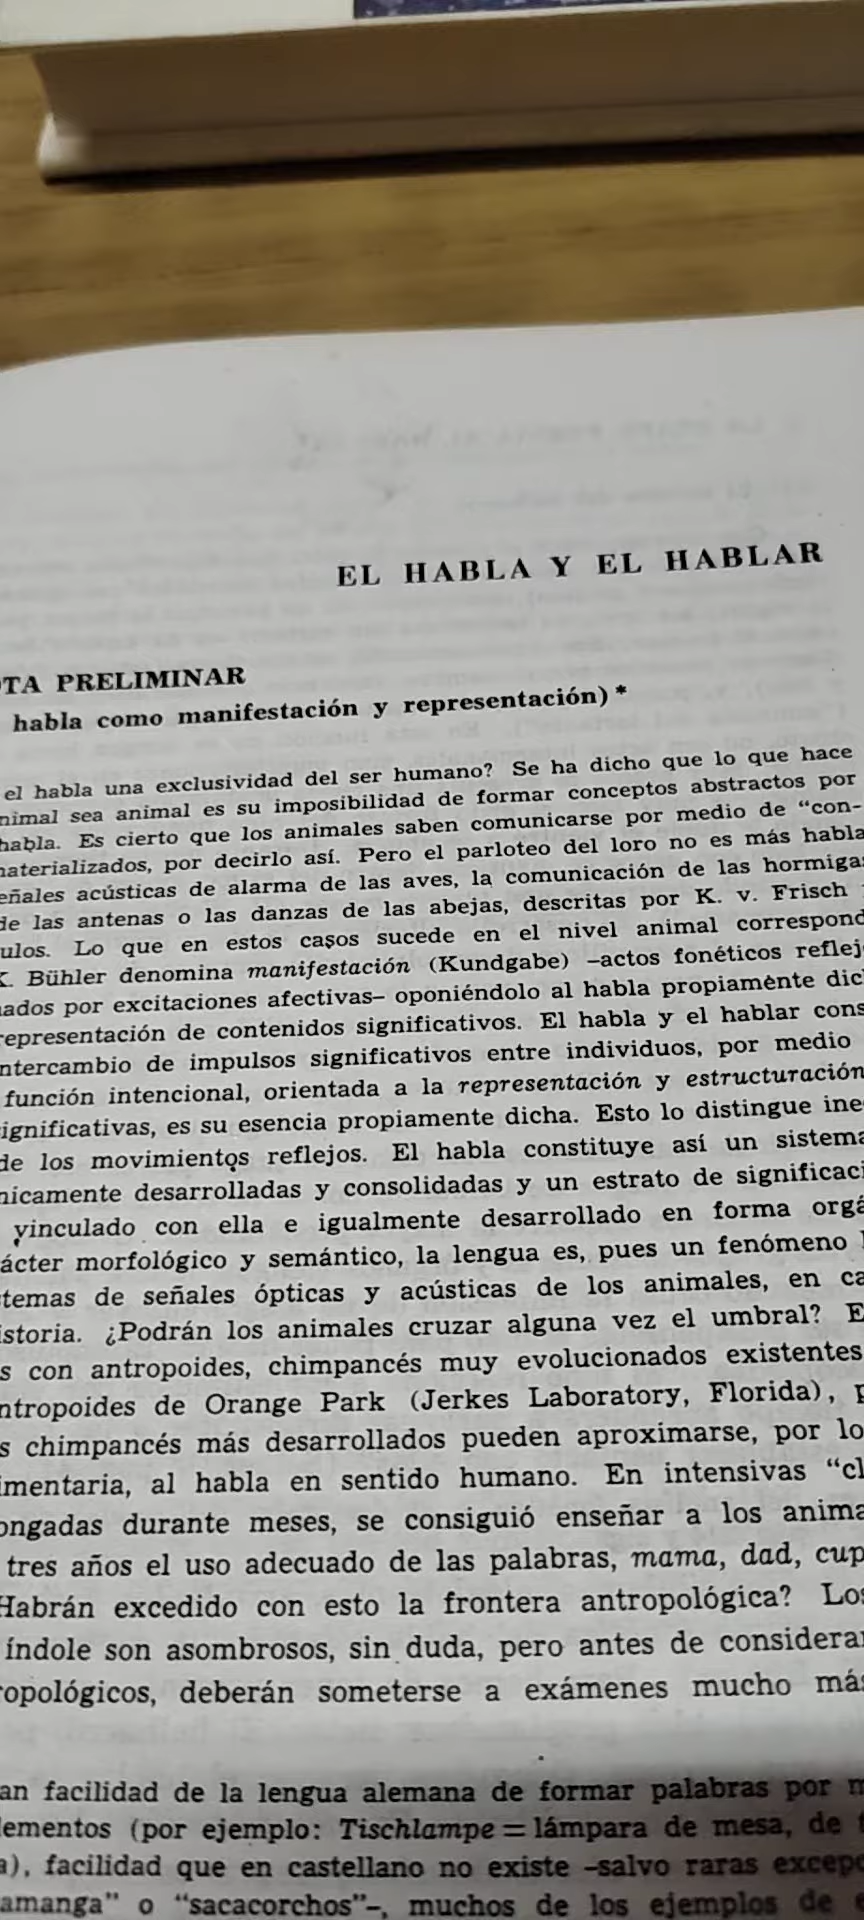 EL HABLA Y EL HABLAR
OTA PRELIMINAR
habla como manifestación y representación) *
el habla una exclusividad del ser humano? Se ha dicho que lo que hace
nimal sea animal es su imposibilidad de formar conceptos abstractos por
habla. Es cierto que los animales saben comunicarse por medio de “con-
materializados, por decirlo así. Pero el parloteo del loro no es más habla
eñales acústicas de alarma de las aves, la comunicación de las hormigas
de las antenas o las danzas de las abejas, descritas por K. v. Frisch
ulos. Lo que en estos casos sucede en el nivel animal correspond
K. Bühler denomina manifestación (Kundgabe) –actos fonéticos reflej
nados por excitaciones afectivas– oponiéndolo al habla propiamente dic
representación de contenidos significativos. El habla y el hablar cons
ntercambio de impulsos significativos entre individuos, por medio
función intencional, orientada a la representación y estructuración
ignificativas, es su esencia propiamente dicha. Esto lo distingue ine
de los movimientos reflejos. El habla constituye así un sistema
nicamente desarrolladas y consolidadas y un estrato de significaci
vinculado con ella e igualmente desarrollado en forma orgá
ácter morfológico y semántico, la lengua es, pues un fenómeno
temas de señales ópticas y acústicas de los animales, en ca
istoria. ¿Podrán los animales cruzar alguna vez el umbral? E
s con antropoides, chimpancés muy evolucionados existentes
ntropoides de Orange Park (Jerkes Laboratory, Florida), p
s chimpancés más desarrollados pueden aproximarse, por lo
imentaria, al habla en sentido humano. En intensivas “cl
ongadas durante meses, se consiguió enseñar a los anima
tres años el uso adecuado de las palabras, mama, dad, cup
Habrán excedido con esto la frontera antropológica? Los
índole son asombrosos, sin duda, pero antes de considerar
ropológicos, deberán someterse a exámenes mucho más
an facilidad de la lengua alemana de formar palabras por m
lementos (por ejemplo: Tischlampe = lámpara de mesa, de
a), facilidad que en castellano no existe –salvo raras excepc
amanga” o “sacacorchos”–, muchos de los ejemplos de